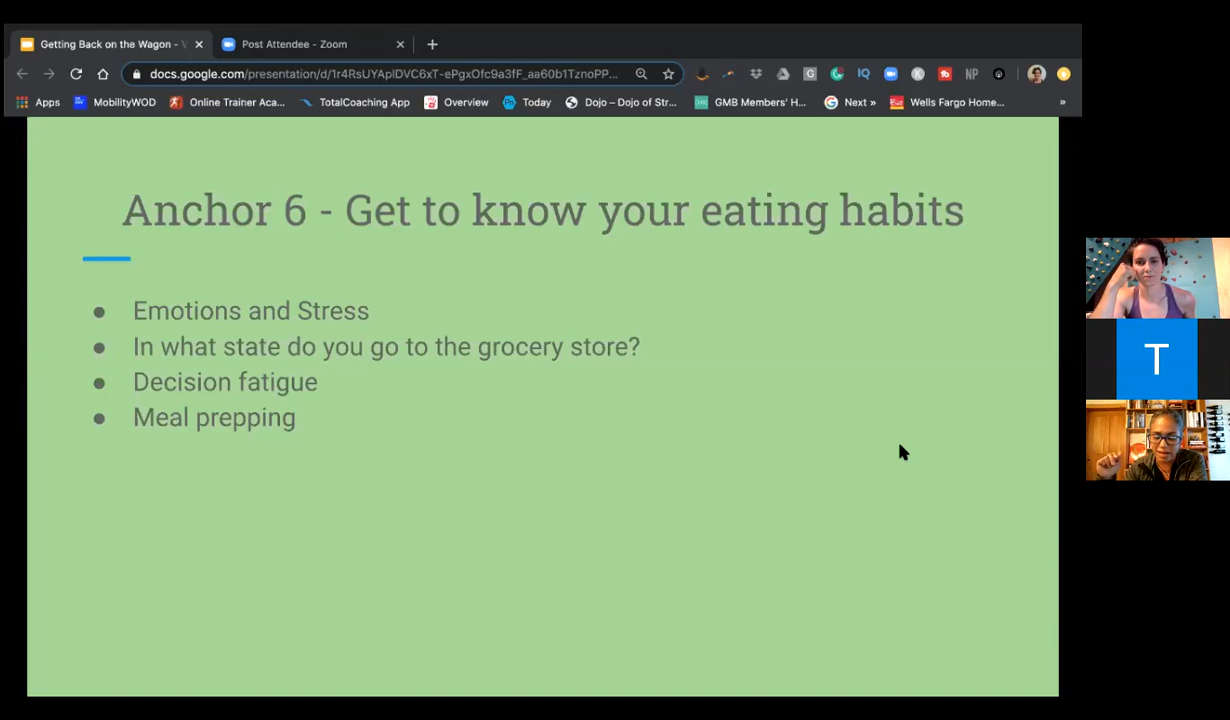 Getting Back on the Wagon - 
Post Attendee - Zoom
docs.google.com/presentation/d/1r4RsUYAplDVC6xT-ePgxOfc9a3fF_aa60b1TznoPP...
IQ
NP
Apps
MobilityWOD
Online Trainer Aca...
TotalCoaching App
Overview
Today
Dojo – Dojo of Str...
GMB Members' H...
Next »
Wells Fargo Home...
»
Anchor 6 - Get to know your eating habits
● Emotions and Stress
● In what state do you go to the grocery store?
● Decision fatigue
● Meal prepping
T